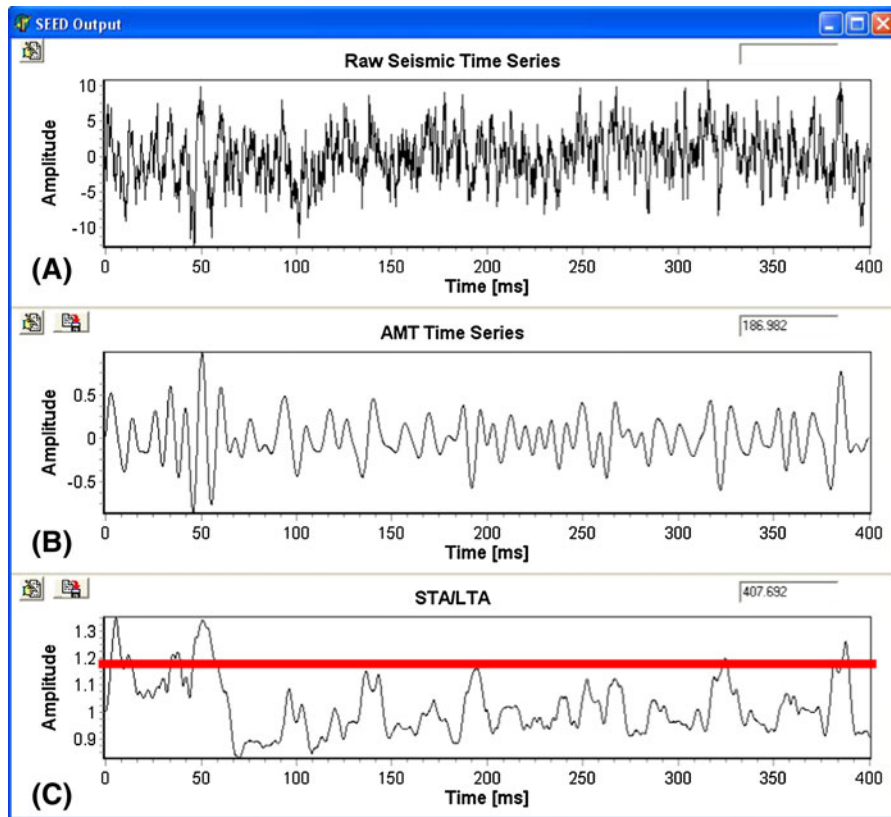 SEED Output
Raw Seismic Time Series
10
5
0
-5
-10
Amplitude
0 50 100 150 200 250 300 350 400
Time [ms]
(A)
AMT Time Series
186.982
0.5
0
-0.5
Amplitude
0 50 100 150 200 250 300 350 400
Time [ms]
(B)
STA/LTA
407.692
1.3
1.2
1.1
1
0.9
Amplitude
0 50 100 150 200 250 300 350 400
Time [ms]
(C)